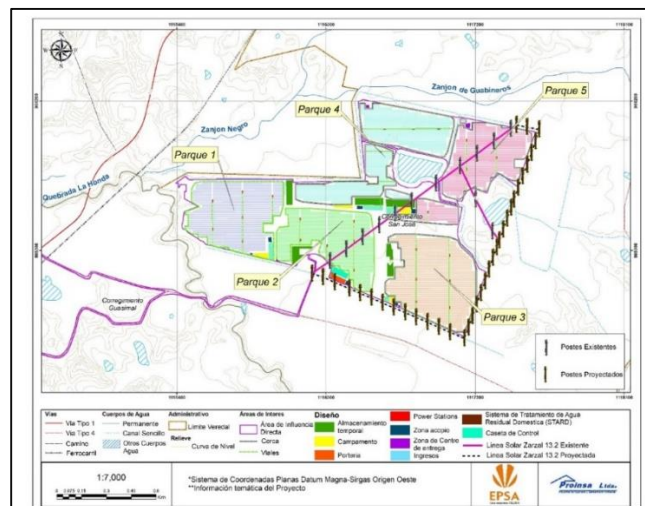 Zanjon de Guabineros
Parque 5
Parque 4
Zanjon Negro
Parque 1
Quebrada La Honda
Corregimiento
San José
Parque 2
Corregimiento
Guasimal
Parque 3
Postes Existentes
Postes Proyectados
Vías
Vía Tipo 1
Vía Tipo 4
Camino
Ferrocarril
Cuerpos de Agua
Permanente
Canal Sencillo
Otros Cuerpos
Agua
Administrativo
Límite Veredal
Relieve
Curva de Nivel
Áreas de Interes
Área de Influencia
Directa
Cerca
Viales
Diseño
Almacenamiento
temporal
Campamento
Porteria
Power Stations
Zona acopio
Zona de Centro
de entrega
Ingresos
Sistema de Tratamiento de Agua
Residual Domestica (STARD)
Caseta de Control
Linea Solar Zarzal 13.2 Existente
Linea Solar Zarzal 13.2 Proyectada
1:7,000
*Sistema de Coordenadas Planas Datum Magna-Sirgas Origen Oeste
**Información temática del Proyecto
EPSA
Proinsa Ltda.